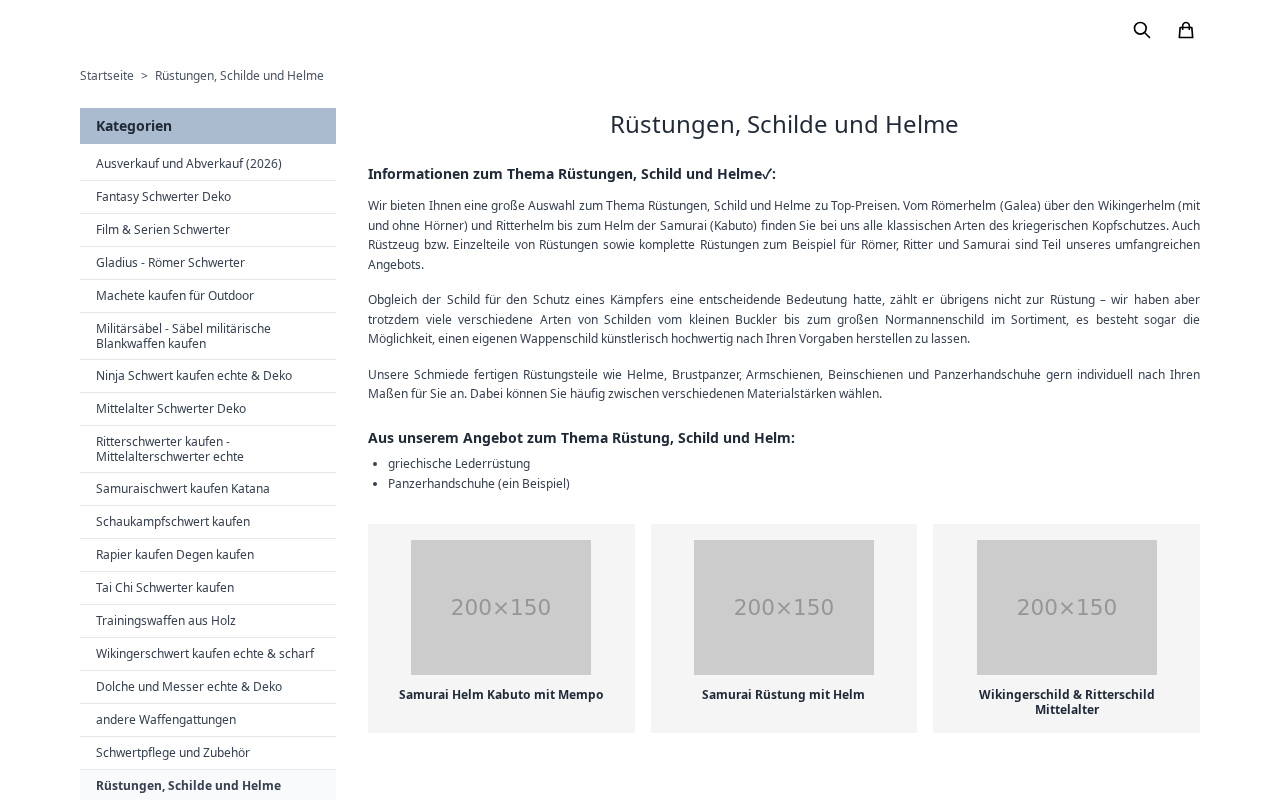 Startseite > Rüstungen, Schilde und Helme
Kategorien
Ausverkauf und Abverkauf (2026)
Fantasy Schwerter Deko
Film & Serien Schwerter
Gladius - Römer Schwerter
Machete kaufen für Outdoor
Militärsäbel - Säbel militärische
Blankwaffen kaufen
Ninja Schwert kaufen echte & Deko
Mittelalter Schwerter Deko
Ritterschwerter kaufen -
Mittelalterschwerter echte
Samuraischwert kaufen Katana
Schaukampfschwert kaufen
Rapier kaufen Degen kaufen
Tai Chi Schwerter kaufen
Trainingswaffen aus Holz
Wikingerschwert kaufen echte & scharf
Dolche und Messer echte & Deko
andere Waffengattungen
Schwertpflege und Zubehör
Rüstungen, Schilde und Helme
Rüstungen, Schilde und Helme
Informationen zum Thema Rüstungen, Schild und Helme✓:
Wir bieten Ihnen eine große Auswahl zum Thema Rüstungen, Schild und Helme zu Top-Preisen. Vom Römerhelm (Galea) über den Wikingerhelm (mit
und ohne Hörner) und Ritterhelm bis zum Helm der Samurai (Kabuto) finden Sie bei uns alle klassischen Arten des kriegerischen Kopfschutzes. Auch
Rüstzeug bzw. Einzelteile von Rüstungen sowie komplette Rüstungen zum Beispiel für Römer, Ritter und Samurai sind Teil unseres umfangreichen
Angebots.
Obgleich der Schild für den Schutz eines Kämpfers eine entscheidende Bedeutung hatte, zählt er übrigens nicht zur Rüstung – wir haben aber
trotzdem viele verschiedene Arten von Schilden vom kleinen Buckler bis zum großen Normannenschild im Sortiment, es besteht sogar die
Möglichkeit, einen eigenen Wappenschild künstlerisch hochwertig nach Ihren Vorgaben herstellen zu lassen.
Unsere Schmiede fertigen Rüstungsteile wie Helme, Brustpanzer, Armschienen, Beinschienen und Panzerhandschuhe gern individuell nach Ihren
Maßen für Sie an. Dabei können Sie häufig zwischen verschiedenen Materialstärken wählen.
Aus unserem Angebot zum Thema Rüstung, Schild und Helm:
• griechische Lederrüstung
• Panzerhandschuhe (ein Beispiel)
200×150
Samurai Helm Kabuto mit Mempo
200×150
Samurai Rüstung mit Helm
200×150
Wikingerschild & Ritterschild
Mittelalter